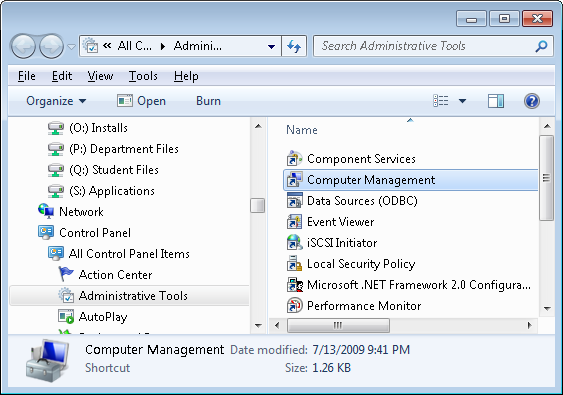 « All C... ▸ Admini... ▾
Search Administrative Tools
File Edit View Tools Help
Organize ▾ Open Burn
(O:) Installs
(P:) Department Files
(Q:) Student Files
(S:) Applications
Network
Control Panel
All Control Panel Items
Action Center
Administrative Tools
AutoPlay
Name
Component Services
Computer Management
Data Sources (ODBC)
Event Viewer
iSCSI Initiator
Local Security Policy
Microsoft .NET Framework 2.0 Configura...
Performance Monitor
Computer Management Date modified: 7/13/2009 9:41 PM
Shortcut Size: 1.26 KB